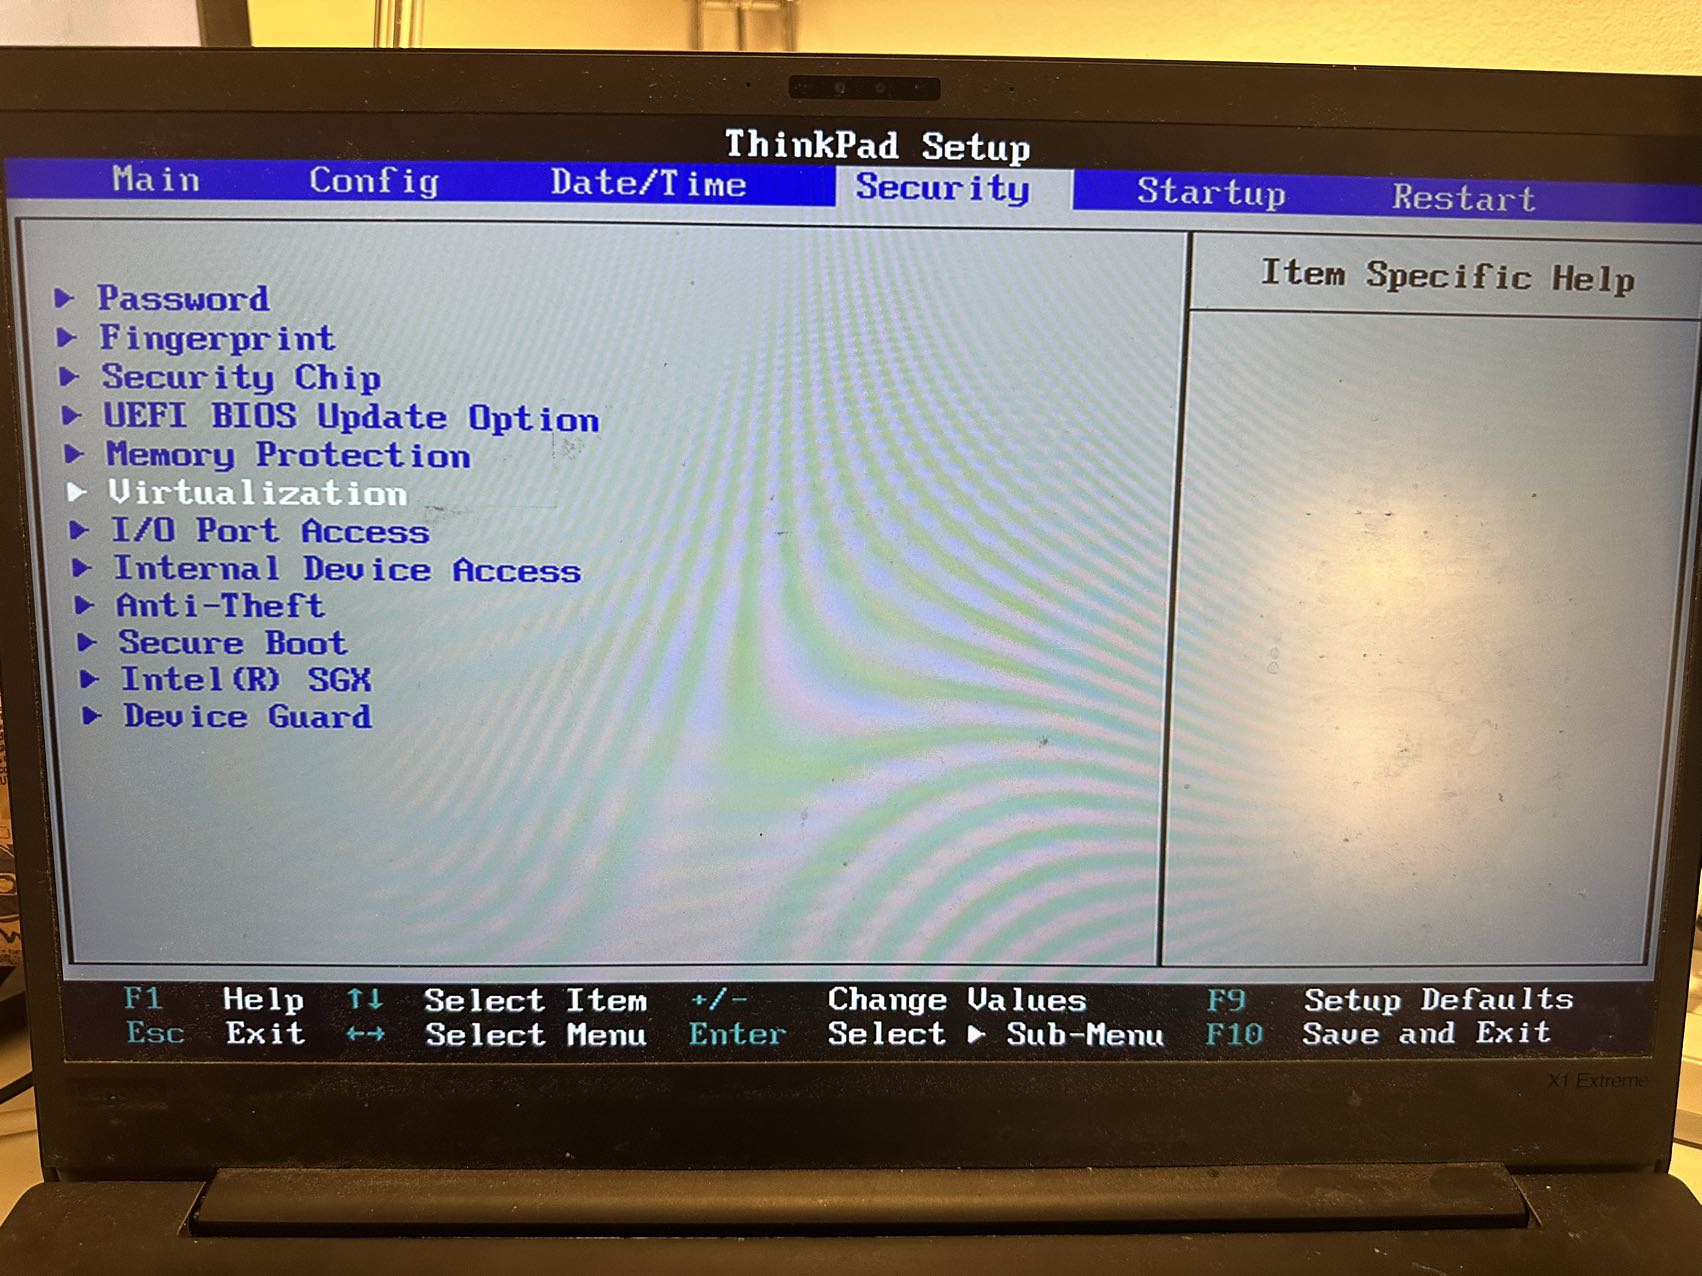 ThinkPad Setup
Main Config Date/Time Security Startup Restart
Item Specific Help
Password
Fingerprint
Security Chip
UEFI BIOS Update Option
Memory Protection
Virtualization
I/O Port Access
Internal Device Access
Anti-Theft
Secure Boot
Intel(R) SGX
Device Guard
F1 Help ↑↓ Select Item +/- Change Values F9 Setup Defaults
Esc Exit ←→ Select Menu Enter Select ▶ Sub-Menu F10 Save and Exit
X1 Extreme